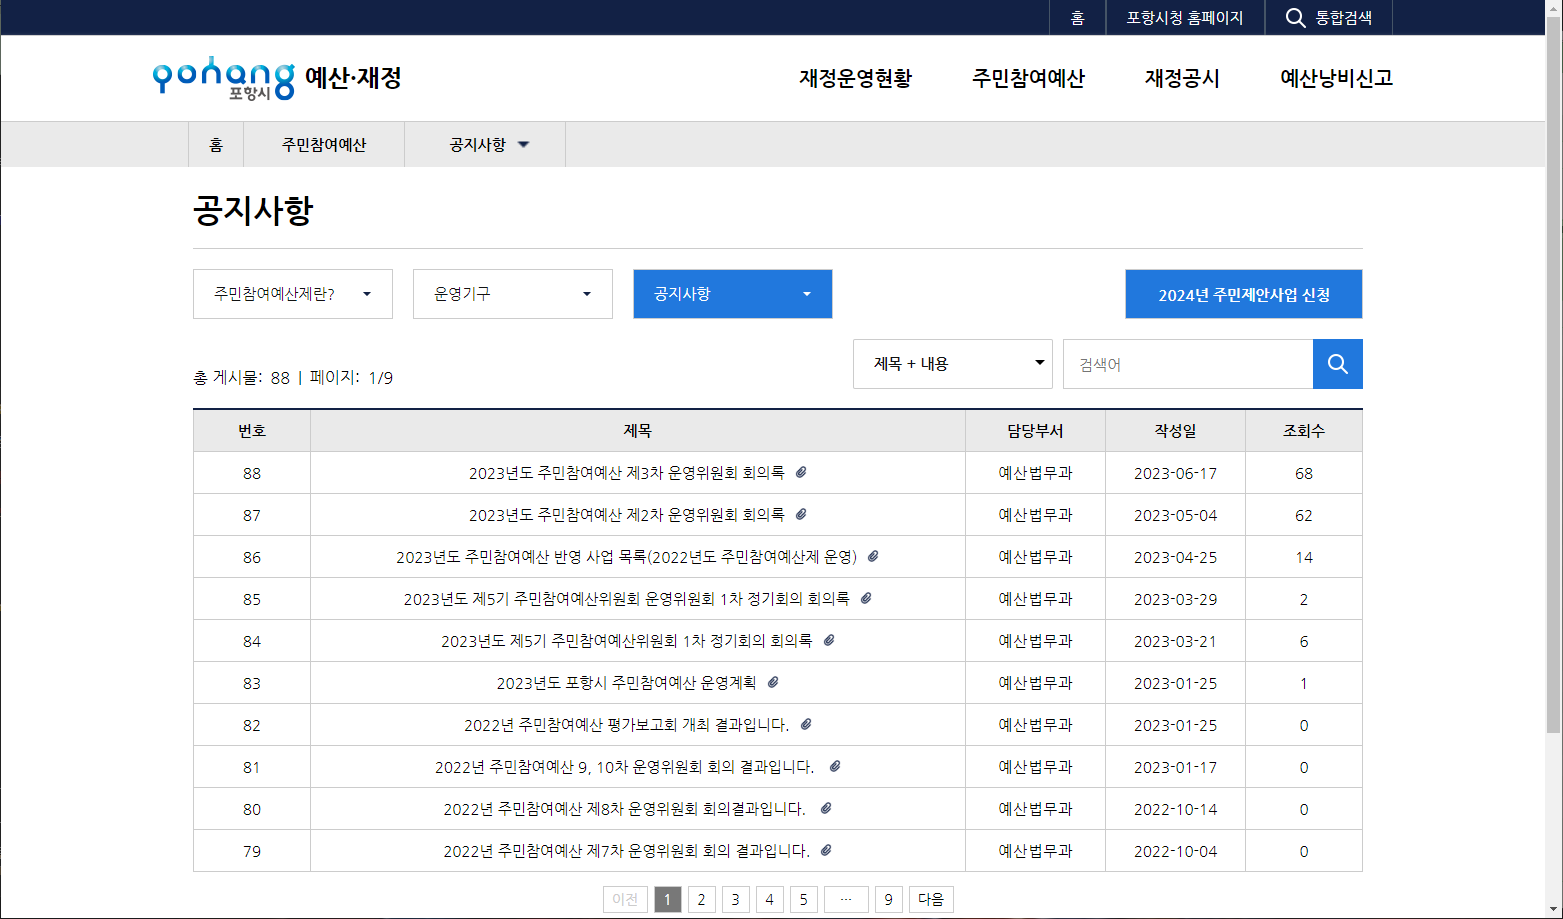 홈 포항시청 홈페이지 통합검색
pohang 포항시 예산·재정 재정운영현황 주민참여예산 재정공시 예산낭비신고
홈 주민참여예산 공지사항
공지사항
주민참여예산제란? 운영기구 공지사항 2024년 주민제안사업 신청
총 게시물: 88 | 페이지: 1/9 제목 + 내용 검색어
번호 제목 담당부서 작성일 조회수
88 2023년도 주민참여예산 제3차 운영위원회 회의록 예산법무과 2023-06-17 68
87 2023년도 주민참여예산 제2차 운영위원회 회의록 예산법무과 2023-05-04 62
86 2023년도 주민참여예산 반영 사업 목록(2022년도 주민참여예산제 운영) 예산법무과 2023-04-25 14
85 2023년도 제5기 주민참여예산위원회 운영위원회 1차 정기회의 회의록 예산법무과 2023-03-29 2
84 2023년도 제5기 주민참여예산위원회 1차 정기회의 회의록 예산법무과 2023-03-21 6
83 2023년도 포항시 주민참여예산 운영계획 예산법무과 2023-01-25 1
82 2022년 주민참여예산 평가보고회 개최 결과입니다. 예산법무과 2023-01-25 0
81 2022년 주민참여예산 9, 10차 운영위원회 회의 결과입니다. 예산법무과 2023-01-17 0
80 2022년 주민참여예산 제8차 운영위원회 회의결과입니다. 예산법무과 2022-10-14 0
79 2022년 주민참여예산 제7차 운영위원회 회의 결과입니다. 예산법무과 2022-10-04 0
이전 1 2 3 4 5 ... 9 다음